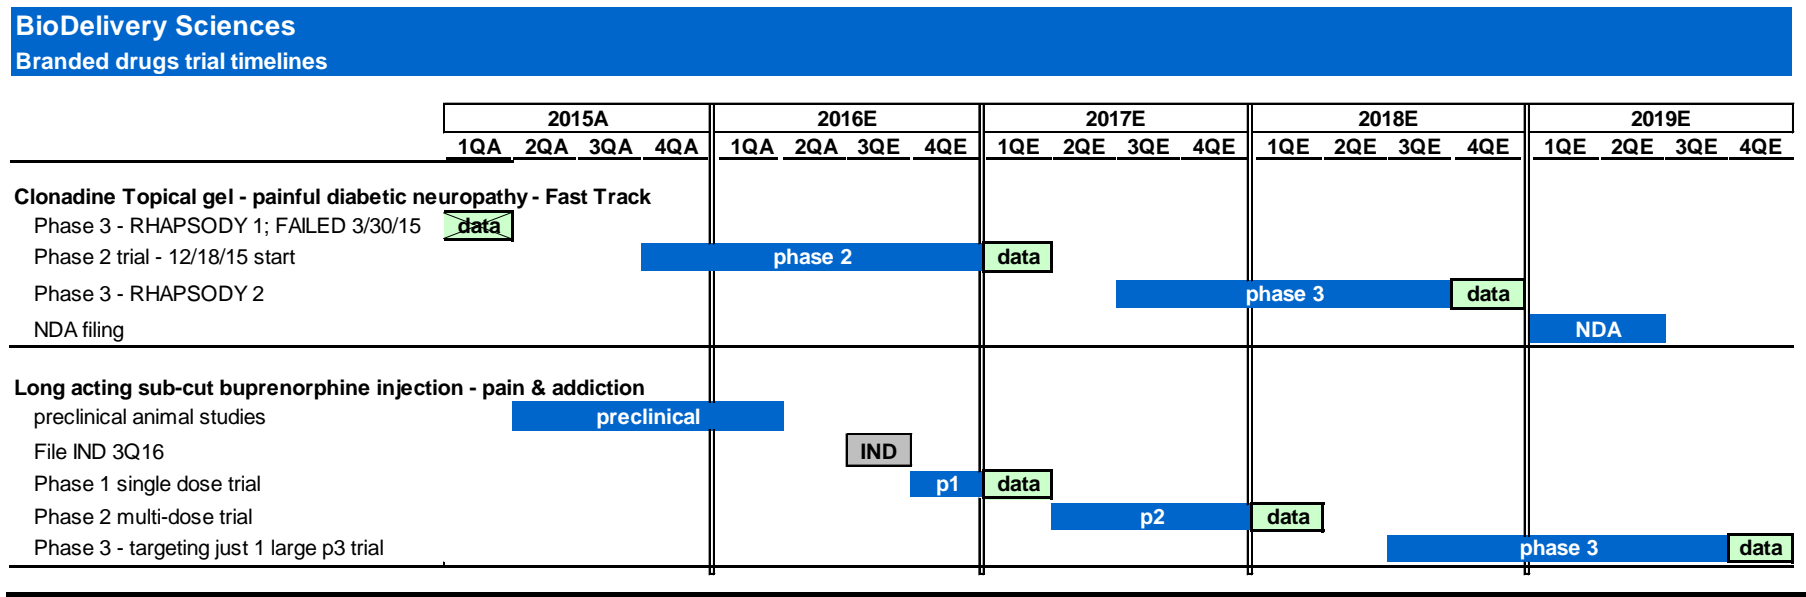 BioDelivery Sciences
Branded drugs trial timelines
2015A 2016E 2017E 2018E 2019E
1QA 2QA 3QA 4QA 1QA 2QA 3QE 4QE 1QE 2QE 3QE 4QE 1QE 2QE 3QE 4QE 1QE 2QE 3QE 4QE
Clonadine Topical gel - painful diabetic neuropathy - Fast Track
Phase 3 - RHAPSODY 1; FAILED 3/30/15 data
Phase 2 trial - 12/18/15 start phase 2 data
Phase 3 - RHAPSODY 2 phase 3 data
NDA filing NDA
Long acting sub-cut buprenorphine injection - pain & addiction
preclinical animal studies preclinical
File IND 3Q16 IND
Phase 1 single dose trial p1 data
Phase 2 multi-dose trial p2 data
Phase 3 - targeting just 1 large p3 trial phase 3 data